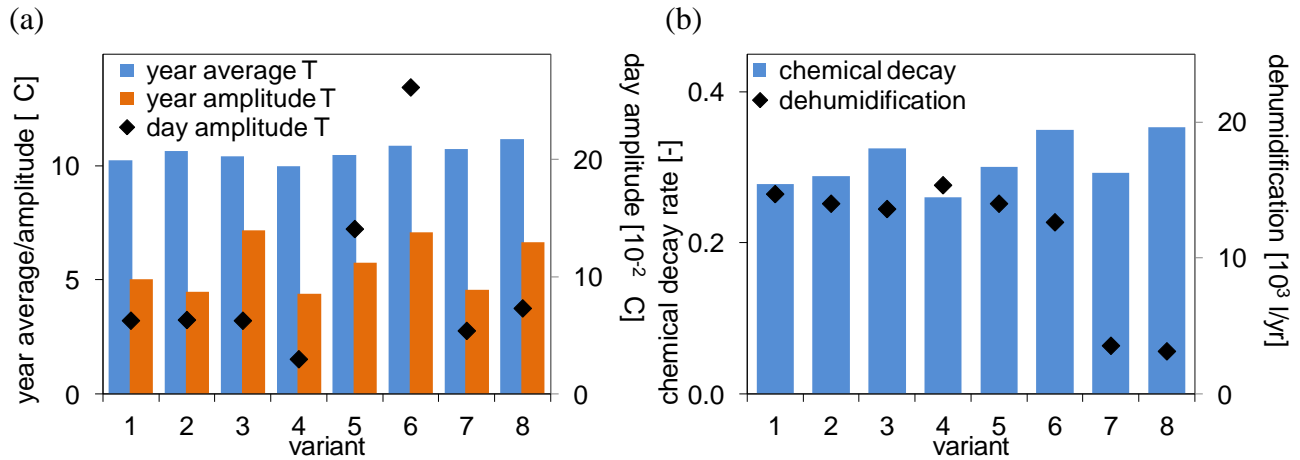 (a)
year average/amplitude [ C]
10
5
0
year average T
year amplitude T
day amplitude T
1 2 3 4 5 6 7 8
variant
20
10
0
day amplitude [10⁻² C]
(b)
chemical decay rate [-]
0.4
0.2
0.0
chemical decay
dehumidification
1 2 3 4 5 6 7 8
variant
20
10
0
dehumidification [10³ l/yr]